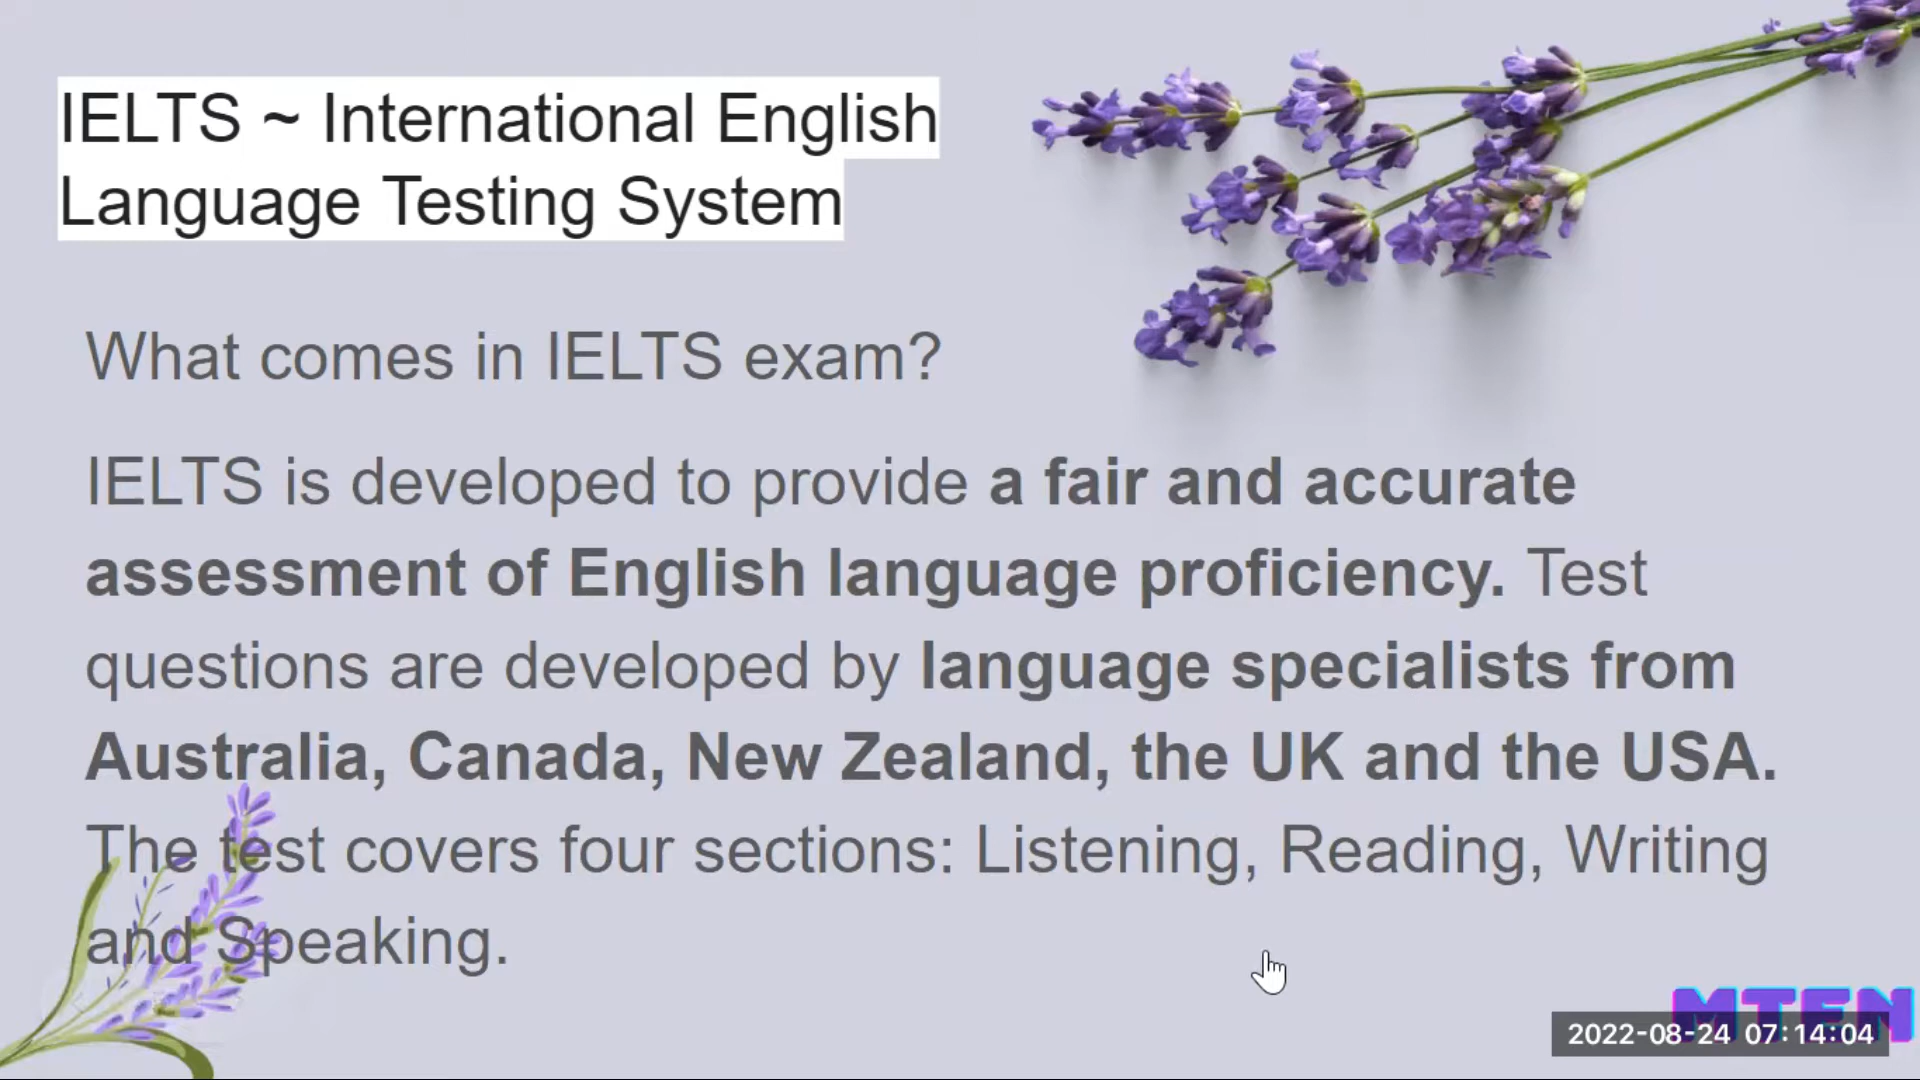 IELTS ~ International English
Language Testing System
What comes in IELTS exam?
IELTS is developed to provide a fair and accurate
assessment of English language proficiency. Test
questions are developed by language specialists from
Australia, Canada, New Zealand, the UK and the USA.
The test covers four sections: Listening, Reading, Writing
and Speaking.
MTEN
2022-08-24 07:14:04